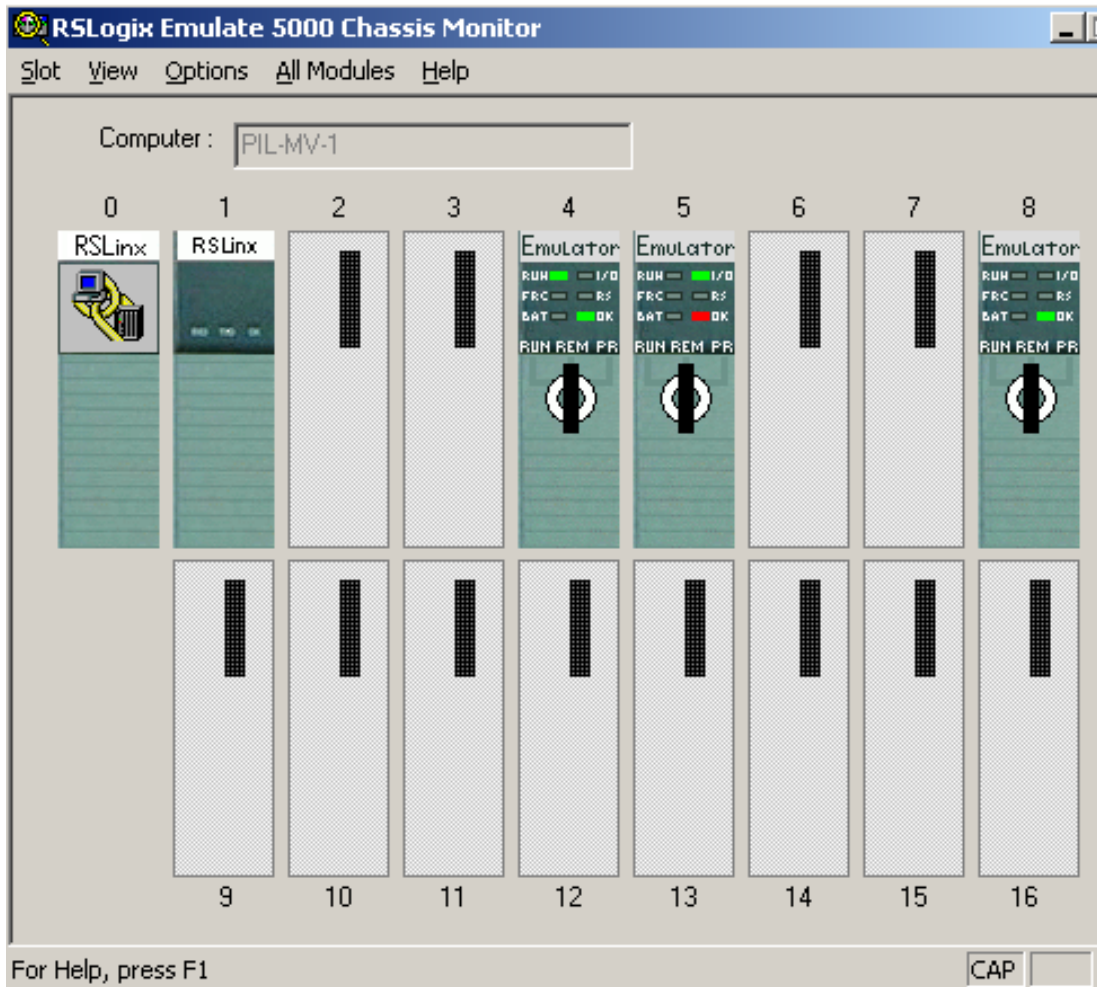 RSLogix Emulate 5000 Chassis Monitor
Slot View Options All Modules Help
Computer : PIL-MV-1
0 1 2 3 4 5 6 7 8
RSLinx RSLinx Emulator Emulator Emulator
RUN I/O RUN I/O RUN I/O
FRC RS FRC RS FRC RS
BAT OK BAT OK BAT OK
RUN REM PR RUN REM PR RUN REM PR
9 10 11 12 13 14 15 16
For Help, press F1 CAP